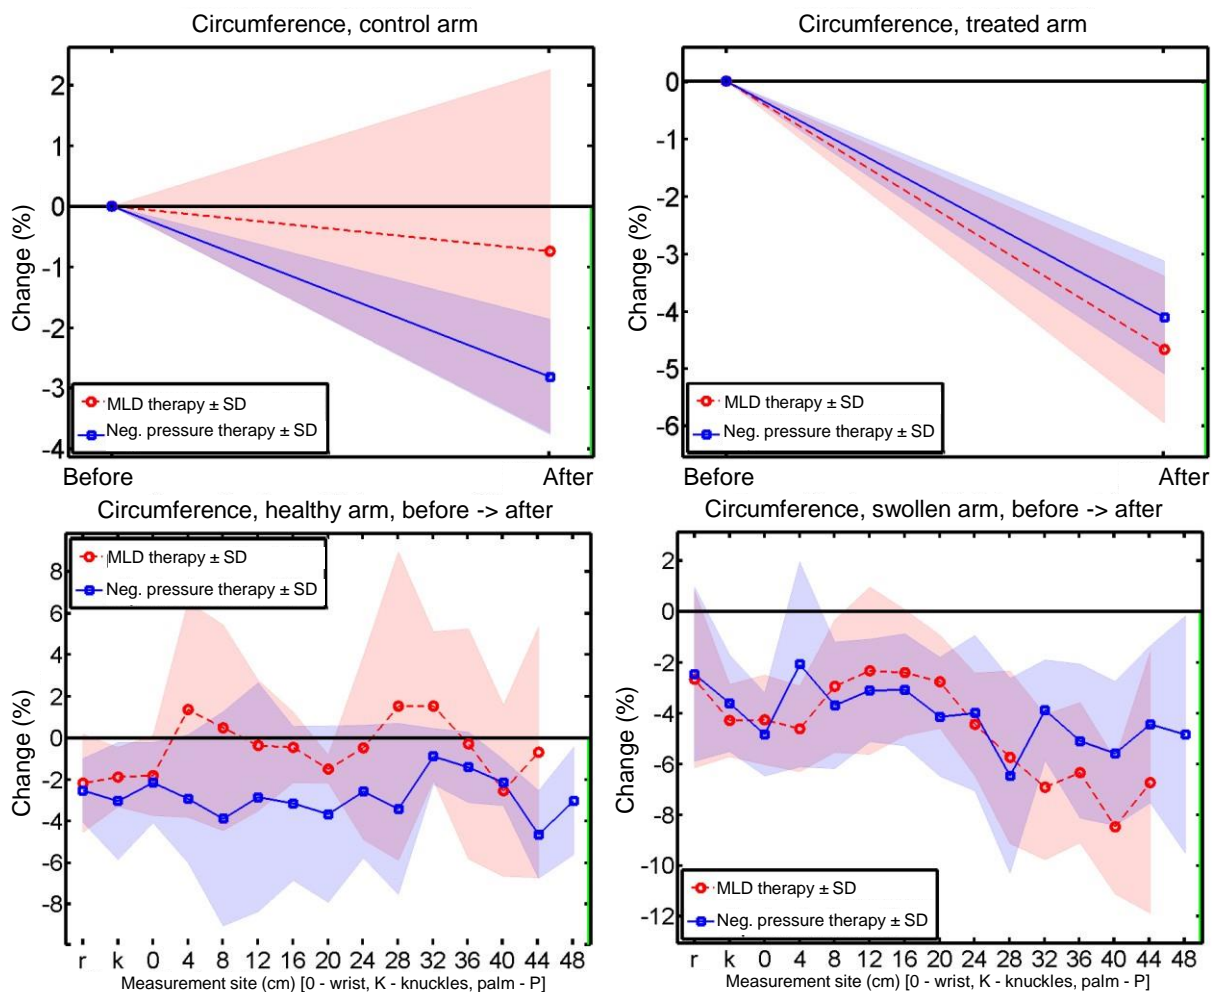 Circumference, control arm
2
1
0
-1
-2
-3
-4
Change (%)
MLD therapy ± SD
Neg. pressure therapy ± SD
Before After
Circumference, treated arm
0
-1
-2
-3
-4
-5
-6
Change (%)
MLD therapy ± SD
Neg. pressure therapy ± SD
Before After
Circumference, healthy arm, before -> after
MLD therapy ± SD
Neg. pressure therapy ± SD
8
6
4
2
0
-2
-4
-6
-8
Change (%)
r k 0 4 8 12 16 20 24 28 32 36 40 44 48
Measurement site (cm) [0 - wrist, K - knuckles, palm - P]
Circumference, swollen arm, before -> after
2
0
-2
-4
-6
-8
-10
-12
Change (%)
MLD therapy ± SD
Neg. pressure therapy ± SD
r k 0 4 8 12 16 20 24 28 32 36 40 44 48
Measurement site (cm) [0 - wrist, K - knuckles, palm - P]